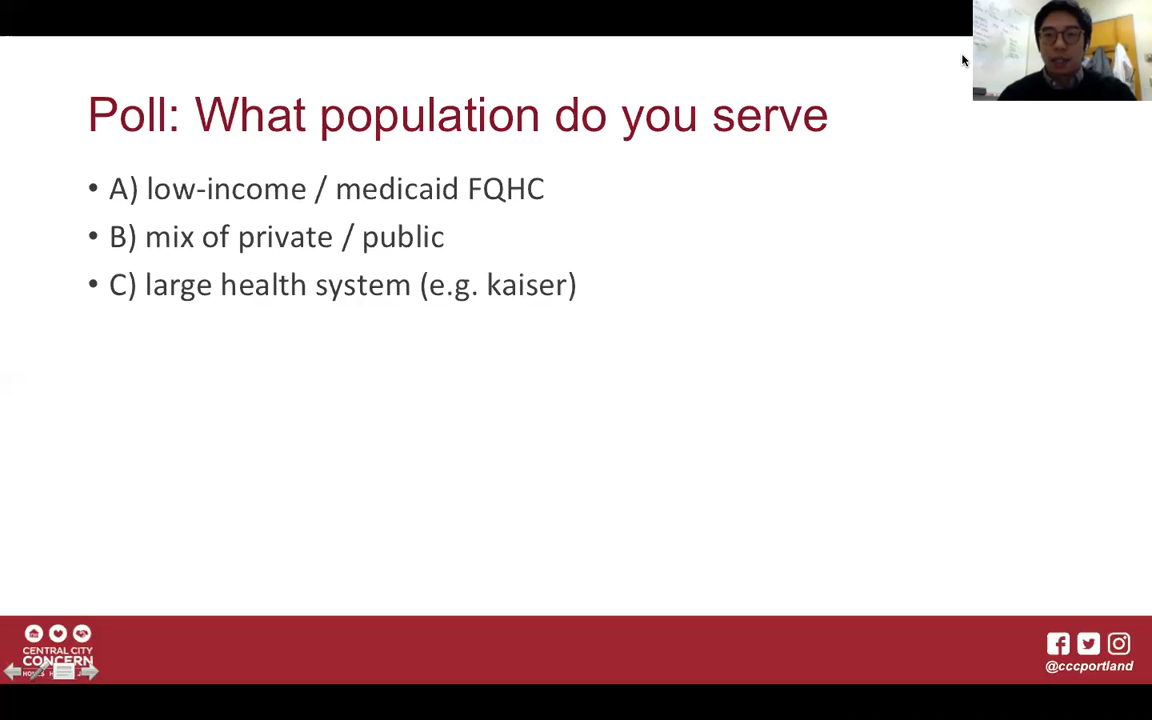 Poll: What population do you serve
• A) low-income / medicaid FQHC
• B) mix of private / public
• C) large health system (e.g. kaiser)
CENTRAL CITY
CONCERN
@cccportland